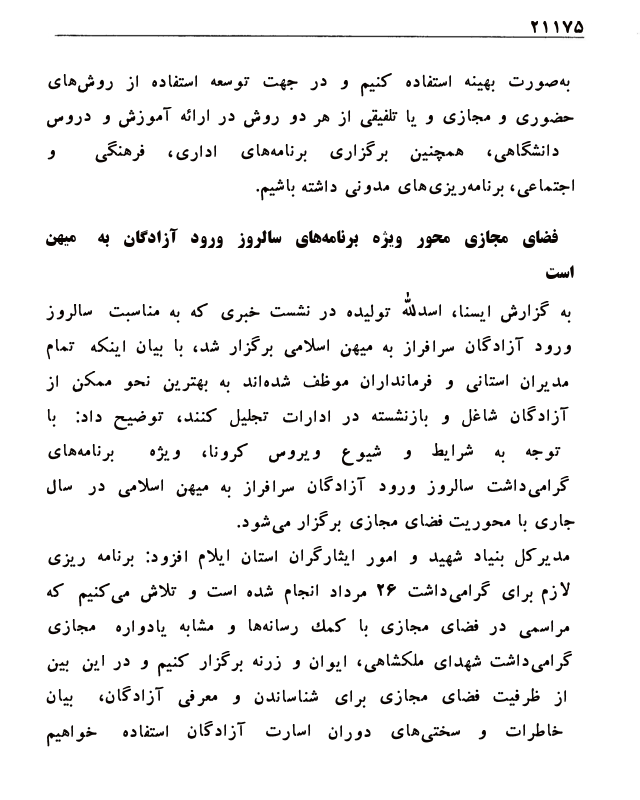 ۲۱۱۷۵
به‌صورت بهینه استفاده کنیم و در جهت توسعه استفاده از روش‌های
حضوری و مجازی و یا تلفیقی از هر دو روش در ارائه آموزش و دروس
دانشگاهی، همچنین برگزاری برنامه‌های اداری، فرهنگی و
اجتماعی، برنامه‌ریزی‌های مدونی داشته باشیم.
فضای مجازی محور ویژه برنامه‌های سالروز ورود آزادگان به میهن
است
به گزارش ایسنا، اسدالله تولیده در نشست خبری که به مناسبت سالروز
ورود آزادگان سرافراز به میهن اسلامی برگزار شد، با بیان اینکه تمام
مدیران استانی و فرمانداران موظف شده‌اند به بهترین نحو ممکن از
آزادگان شاغل و بازنشسته در ادارات تجلیل کنند، توضیح داد: با
توجه به شرایط و شیوع ویروس کرونا، ویژه برنامه‌های
گرامی‌داشت سالروز ورود آزادگان سرافراز به میهن اسلامی در سال
جاری با محوریت فضای مجازی برگزار می‌شود.
مدیرکل بنیاد شهید و امور ایثارگران استان ایلام افزود: برنامه ریزی
لازم برای گرامی‌داشت ۲۶ مرداد انجام شده است و تلاش می‌کنیم که
مراسمی در فضای مجازی با کمك رسانه‌ها و مشابه یادواره مجازی
گرامی‌داشت شهدای ملکشاهی، ایوان و زرنه برگزار کنیم و در این بین
از ظرفیت فضای مجازی برای شناساندن و معرفی آزادگان، بیان
خاطرات و سختی‌های دوران اسارت آزادگان استفاده خواهیم